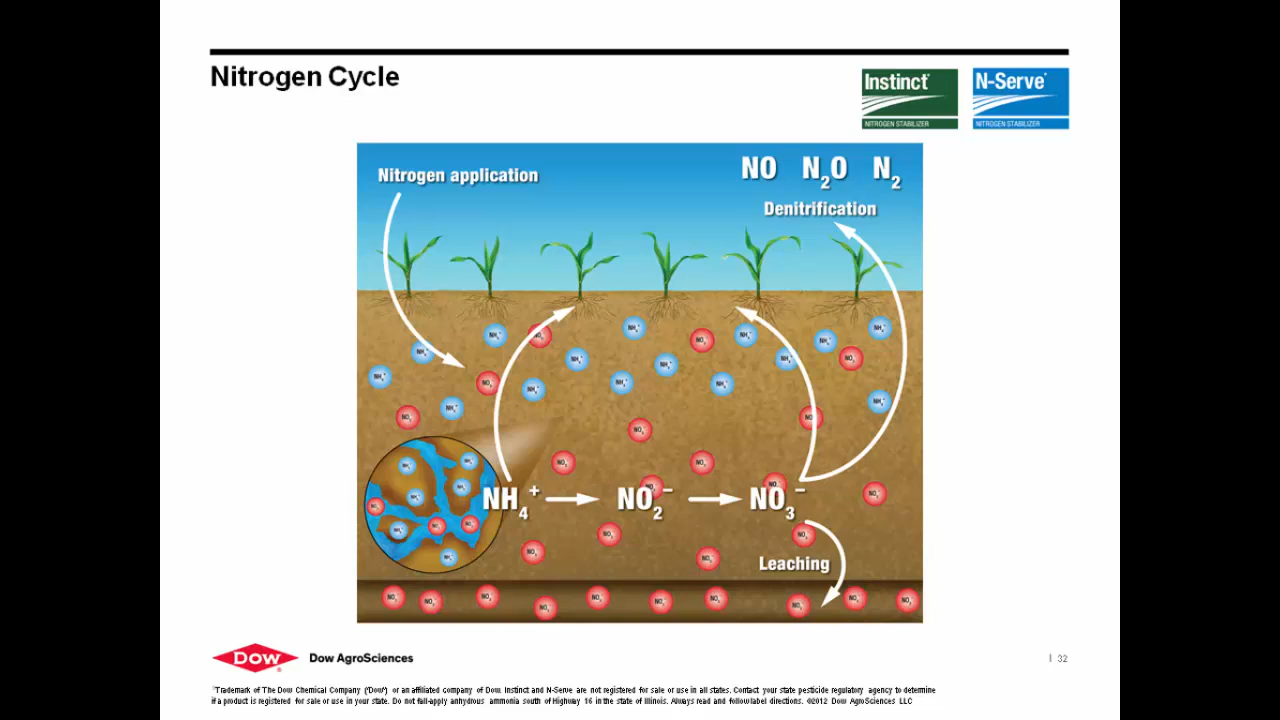 Nitrogen Cycle
Instinct®
NITROGEN STABILIZER
N-Serve®
NITROGEN STABILIZER
Nitrogen application
NO N₂O N₂
Denitrification
NH₄⁺ NO₂⁻ NO₃⁻
Leaching
DOW
Dow AgroSciences
| 32
Trademark of The Dow Chemical Company ("Dow") or an affiliated company of Dow. Instinct and N-Serve are not registered for sale or use in all states. Contact your state pesticide regulatory agency to determine
if a product is registered for sale or use in your state. Do not fall-apply anhydrous ammonia south of Highway 16 in the state of Illinois. Always read and follow label directions. ©2012 Dow AgroSciences LLC